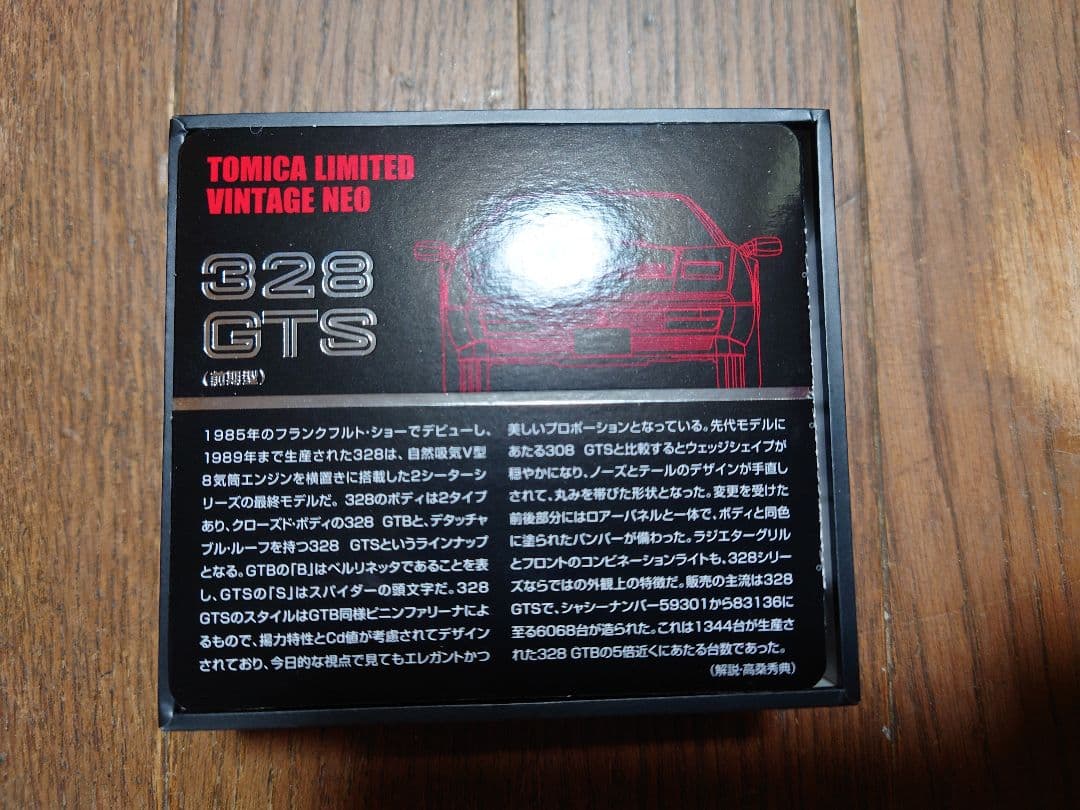 TOMICA LIMITED
VINTAGE NEO
328
GTS
(前期型)
1985年のフランクフルト・ショーでデビューし、
1989年まで生産された328は、自然吸気V型
8気筒エンジンを横置きに搭載した2シーターシ
リーズの最終モデルだ。328のボディは2タイプ
あり、クローズド・ボディの328 GTBと、デタッチャ
ブル・ルーフを持つ328 GTSというラインナップ
となる。GTBの「B」はベルリネッタであることを表
し、GTSの「S」はスパイダーの頭文字だ。328
GTSのスタイルはGTB同様ピニンファリーナによ
るもので、揚力特性とCd値が考慮されてデザイン
されており、今日的な視点で見てもエレガントかつ
美しいプロポーションとなっている。先代モデルに
あたる308 GTSと比較するとウェッジシェイプが
穏やかになり、ノーズとテールのデザインが手直し
されて、丸みを帯びた形状となった。変更を受けた
前後部分にはロアーパネルと一体で、ボディと同色
に塗られたバンパーが備わった。ラジエターグリル
とフロントのコンビネーションライトも、328シリー
ズならではの外観上の特徴だ。販売の主流は328
GTSで、シャシーナンバー59301から83136に
至る6068台が造られた。これは1344台が生産さ
れた328 GTBの5倍近くにあたる台数であった。
(解説・高桑秀典)